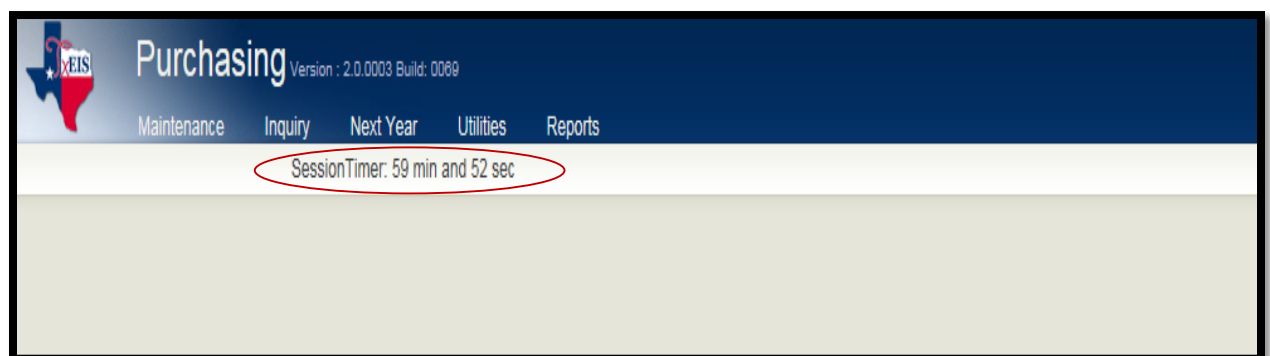 TxEIS
Purchasing Version : 2.0.0003 Build: 0069
Maintenance Inquiry Next Year Utilities Reports
SessionTimer: 59 min and 52 sec